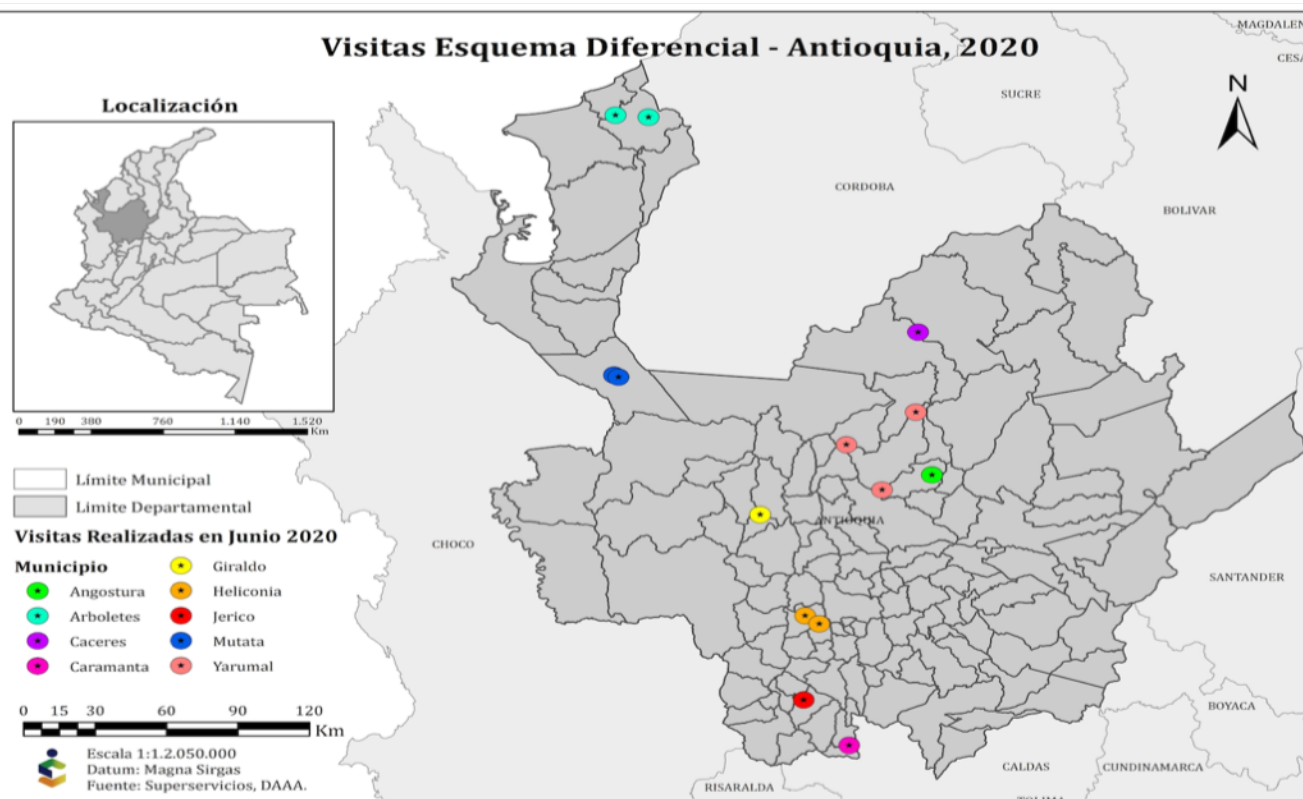 Visitas Esquema Diferencial - Antioquia, 2020
MAGDALEN
CESA
N
SUCRE
CORDOBA
BOLIVAR
Localización
0 190 380 760 1.140 1.520
Km
Límite Municipal
Limite Departamental
Visitas Realizadas en Junio 2020
Municipio
Angostura
Arboletes
Caceres
Caramanta
Giraldo
Heliconia
Jerico
Mutata
Yarumal
0 15 30 60 90 120
Km
Escala 1:1.2.050.000
Datum: Magna Sirgas
Fuente: Superservicios, DAAA.
CHOCO
ANTIOQUIA
SANTANDER
BOYACA
CALDAS
CUNDINAMARCA
RISARALDA
TOLIMA